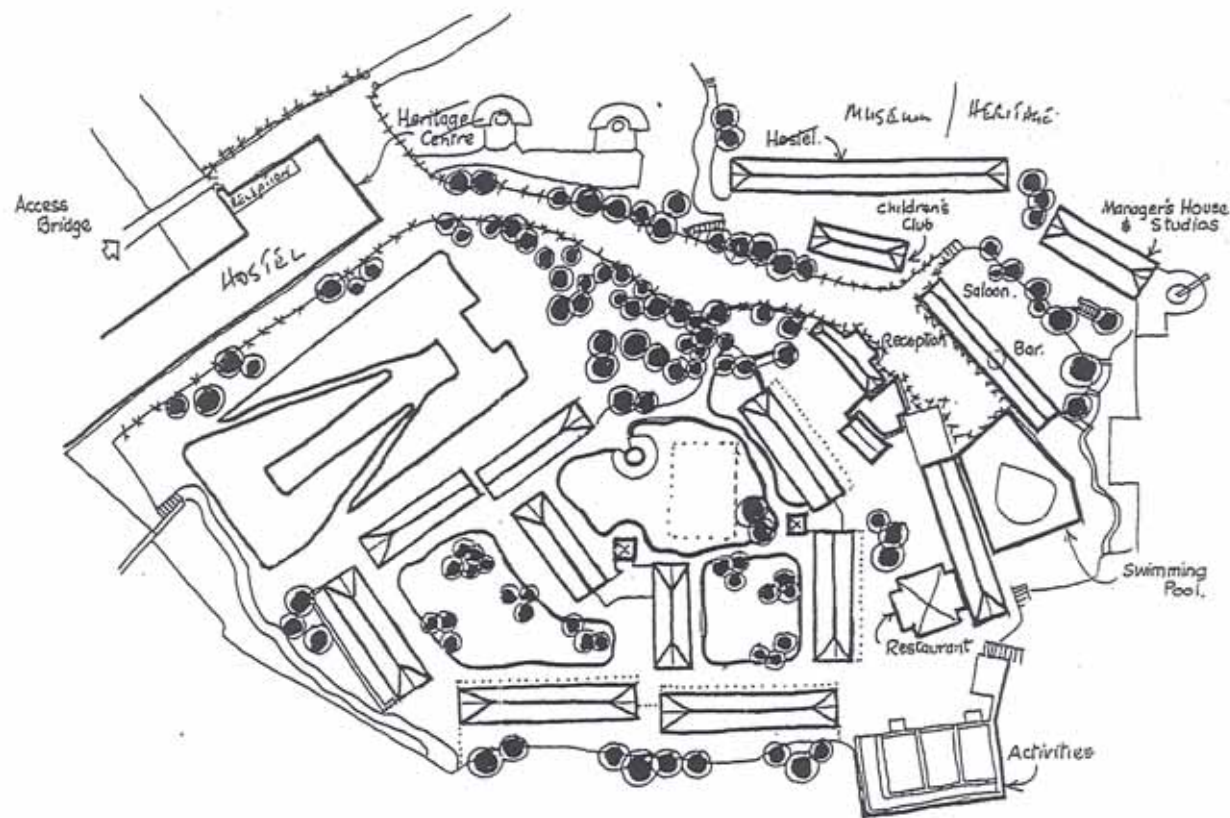 Heritage
Centre
MUSEUM / HERITAGE
Hostel.
RECEPTION
Access
Bridge
HOSTEL
Children's
Club
Manager's House
& Studios
Saloon.
Reception
Bar.
Swimming
Pool.
Restaurant
Activities